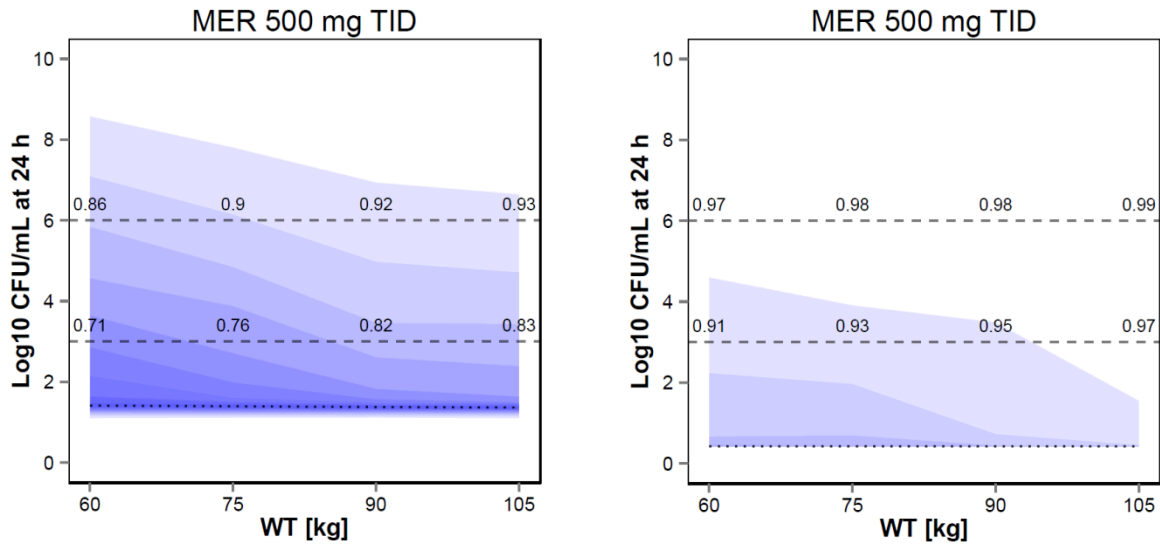 MER 500 mg TID
Log10 CFU/mL at 24 h
10
8
6
4
2
0
0.86 0.9 0.92 0.93
0.71 0.76 0.82 0.83
60 75 90 105
WT [kg]
MER 500 mg TID
Log10 CFU/mL at 24 h
10
8
6
4
2
0
0.97 0.98 0.98 0.99
0.91 0.93 0.95 0.97
60 75 90 105
WT [kg]